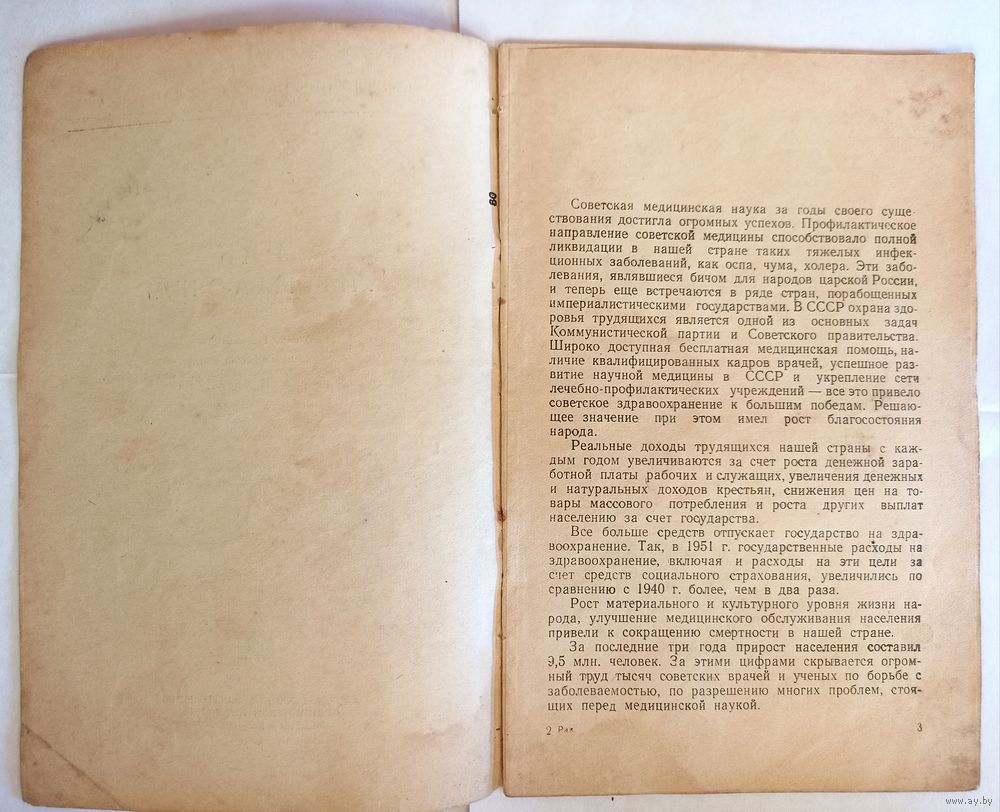 80
Советская медицинская наука за годы своего суще-
ствования достигла огромных успехов. Профилактическое
направление советской медицины способствовало полной
ликвидации в нашей стране таких тяжелых инфек-
ционных заболеваний, как оспа, чума, холера. Эти забо-
левания, являвшиеся бичом для народов царской России,
и теперь еще встречаются в ряде стран, порабощенных
империалистическими государствами. В СССР охрана здо-
ровья трудящихся является одной из основных задач
Коммунистической партии и Советского правительства.
Широко доступная бесплатная медицинская помощь, на-
личие квалифицированных кадров врачей, успешное раз-
витие научной медицины в СССР и укрепление сети
лечебно-профилактических учреждений — все это привело
советское здравоохранение к большим победам. Решаю-
щее значение при этом имел рост благосостояния
народа.
Реальные доходы трудящихся нашей страны с каж-
дым годом увеличиваются за счет роста денежной зара-
ботной платы рабочих и служащих, увеличения денежных
и натуральных доходов крестьян, снижения цен на то-
вары массового потребления и роста других выплат
населению за счет государства.
Все больше средств отпускает государство на здра-
воохранение. Так, в 1951 г. государственные расходы на
здравоохранение, включая и расходы на эти цели за
счет средств социального страхования, увеличились по
сравнению с 1940 г. более, чем в два раза.
Рост материального и культурного уровня жизни на-
рода, улучшение медицинского обслуживания населения
привели к сокращению смертности в нашей стране.
За последние три года прирост населения составил
9,5 млн. человек. За этими цифрами скрывается огром-
ный труд тысяч советских врачей и ученых по борьбе с
заболеваемостью, по разрешению многих проблем, стоя-
щих перед медицинской наукой.
2 Рак
3
www.ay.by